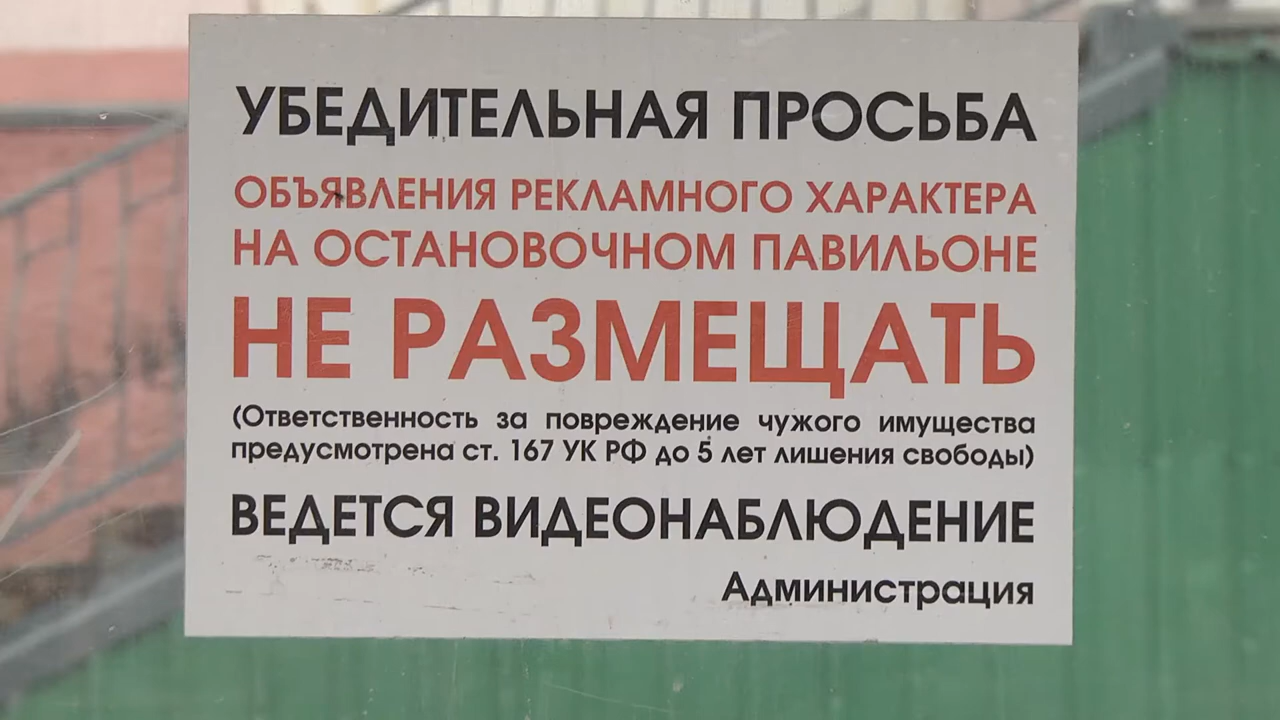 УБЕДИТЕЛЬНАЯ ПРОСЬБА
ОБЪЯВЛЕНИЯ РЕКЛАМНОГО ХАРАКТЕРА
НА ОСТАНОВОЧНОМ ПАВИЛЬОНЕ
НЕ РАЗМЕЩАТЬ
(Ответственность за повреждение чужого имущества
предусмотрена ст. 167 УК РФ до 5 лет лишения свободы)
ВЕДЕТСЯ ВИДЕОНАБЛЮДЕНИЕ
Администрация